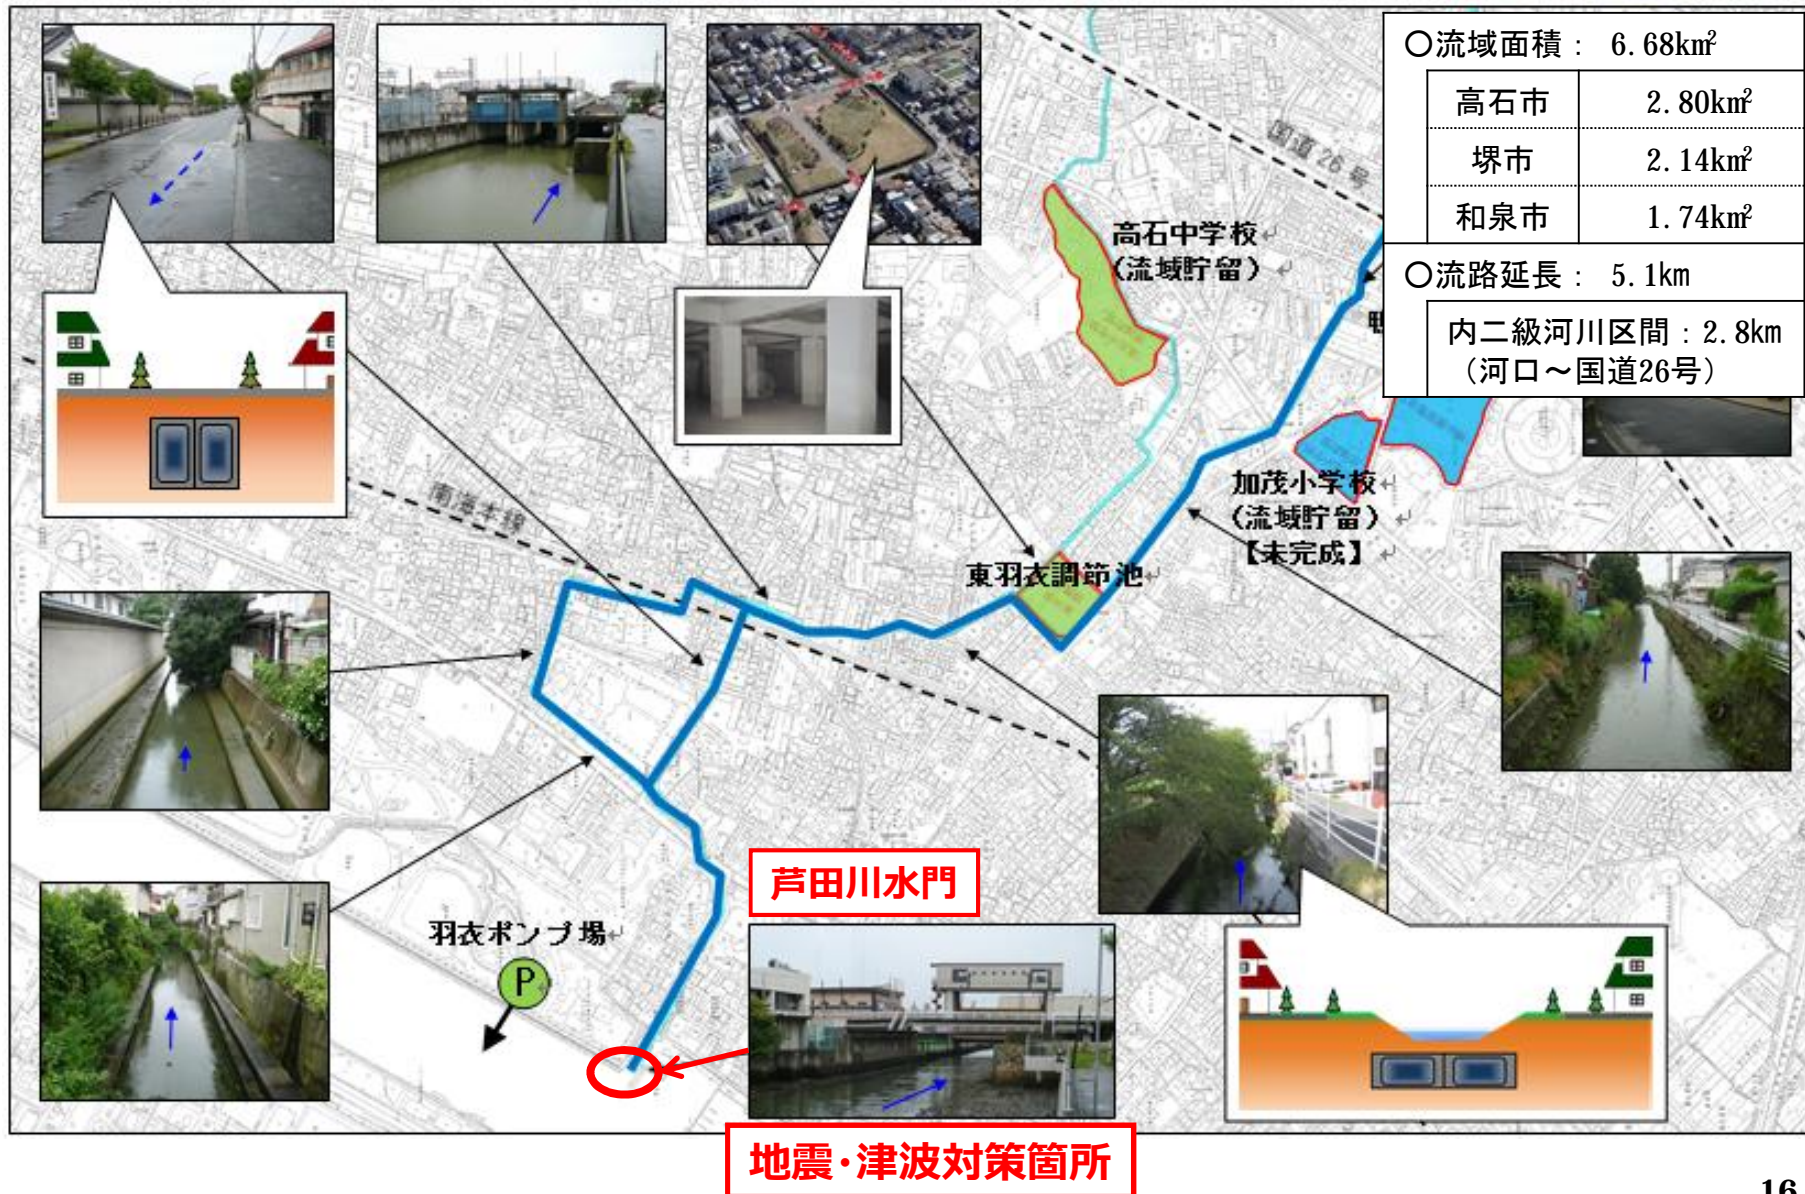 ○流域面積： 6.68km²
高石市 2.80km²
堺市 2.14km²
和泉市 1.74km²
○流路延長： 5.1km
内二級河川区間：2.8km
（河口～国道26号）
国道26号
高石中学校
（流域貯留）
加茂小学校
（流域貯留）
【未完成】
南海本線
東羽衣調節池
芦田川水門
羽衣ポンプ場
P
地震・津波対策箇所
16